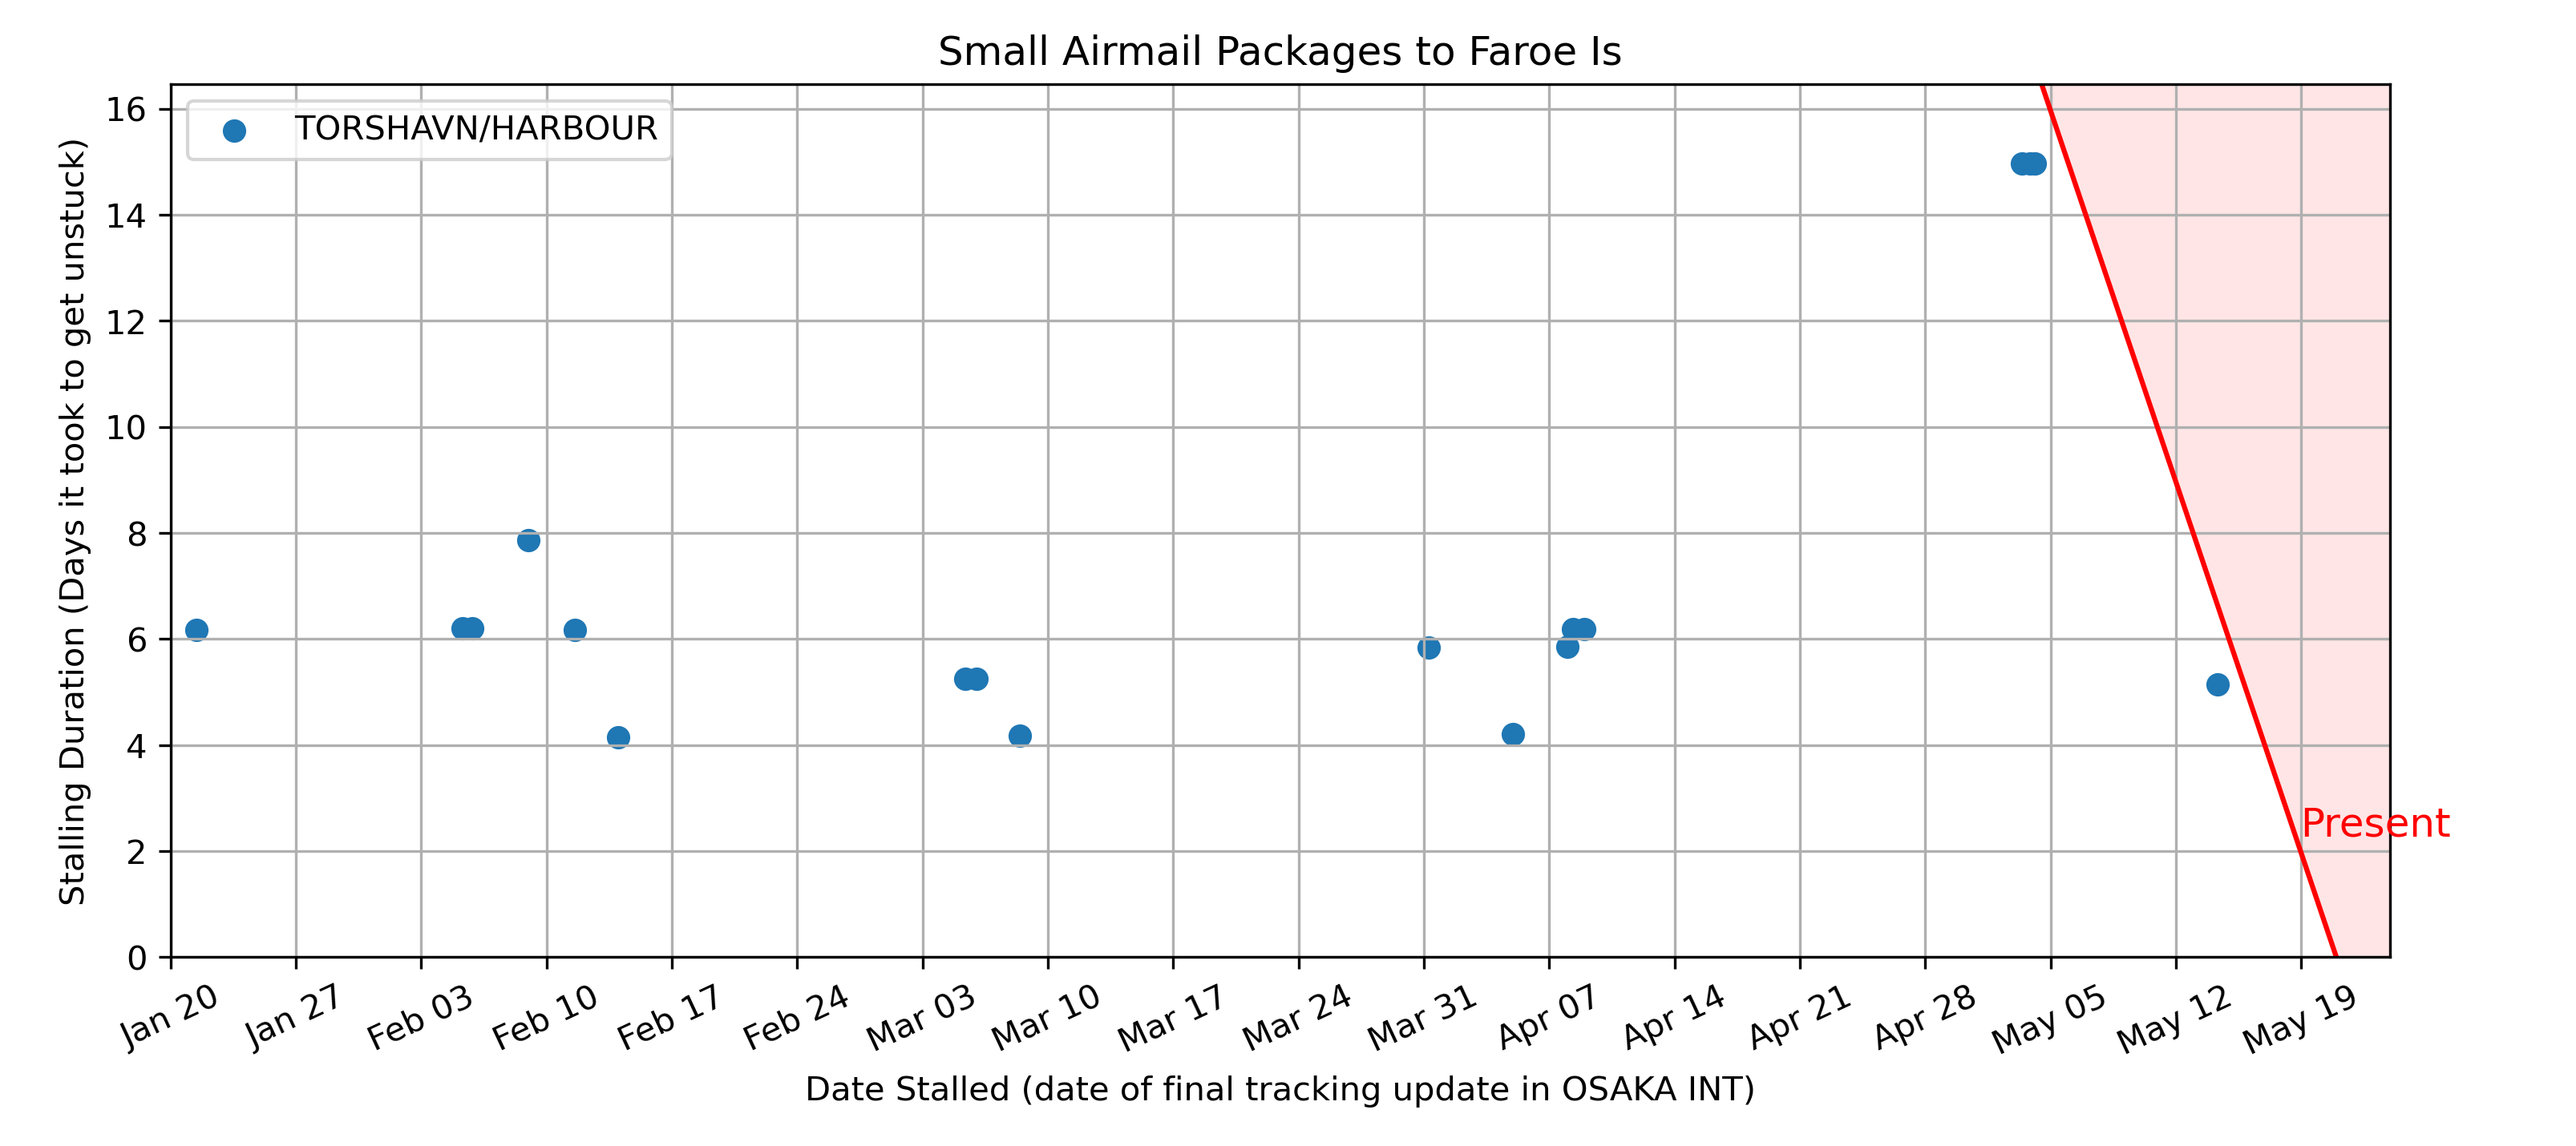 Small Airmail Packages to Faroe Is
TORSHAVN/HARBOUR
Stalling Duration (Days it took to get unstuck)
16
14
12
10
8
6
4
2
0
Present
Jan 20
Jan 27
Feb 03
Feb 10
Feb 17
Feb 24
Mar 03
Mar 10
Mar 17
Mar 24
Mar 31
Apr 07
Apr 14
Apr 21
Apr 28
May 05
May 12
May 19
Date Stalled (date of final tracking update in OSAKA INT)